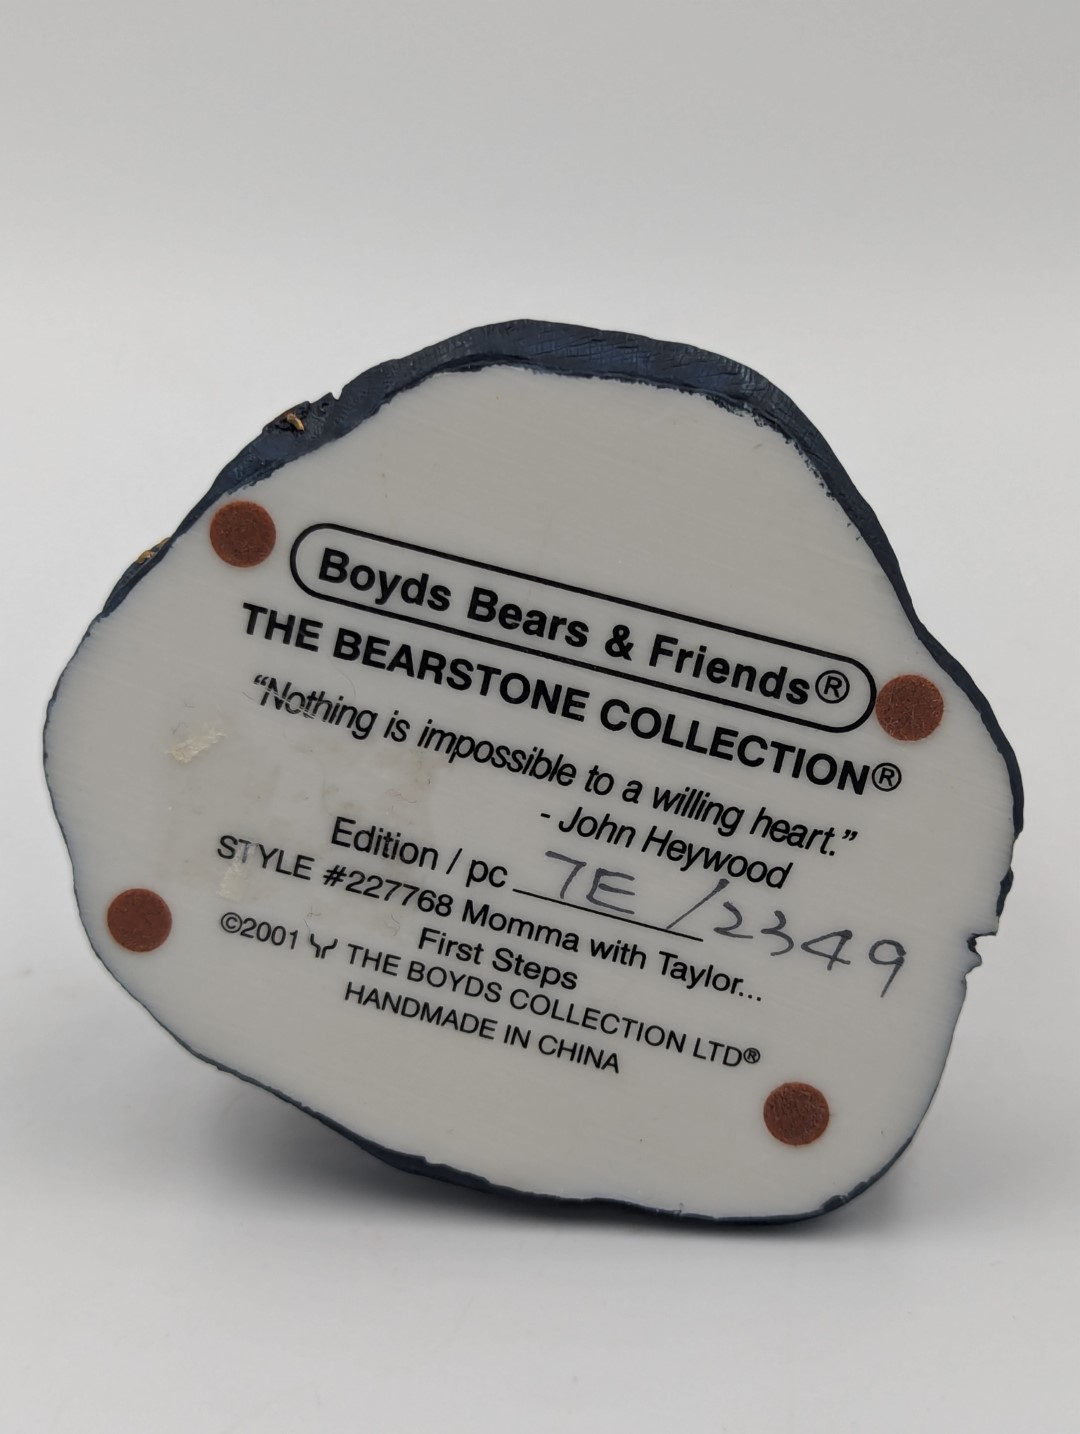 Boyds Bears & Friends®
THE BEARSTONE COLLECTION®
“Nothing is impossible to a willing heart.”
- John Heywood
Edition / pc 7E /2349
STYLE #227768 Momma with Taylor...
First Steps
©2001 THE BOYDS COLLECTION LTD®
HANDMADE IN CHINA